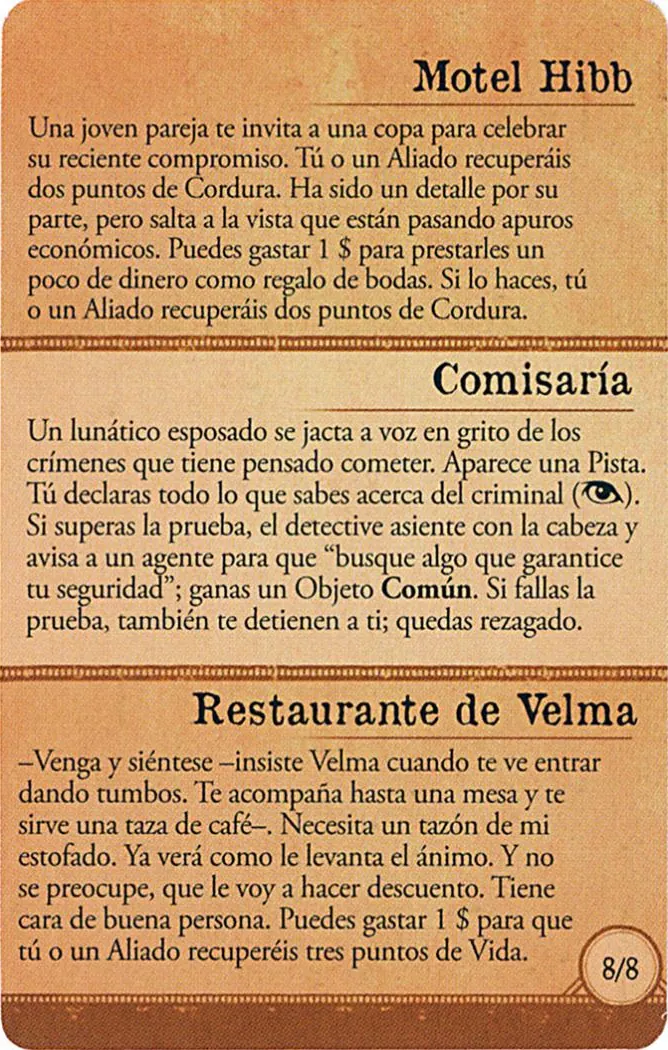 Motel Hibb
Una joven pareja te invita a una copa para celebrar
su reciente compromiso. Tú o un Aliado recuperáis
dos puntos de Cordura. Ha sido un detalle por su
parte, pero salta a la vista que están pasando apuros
económicos. Puedes gastar 1 $ para prestarles un
poco de dinero como regalo de bodas. Si lo haces, tú
o un Aliado recuperáis dos puntos de Cordura.
Comisaría
Un lunático esposado se jacta a voz en grito de los
crímenes que tiene pensado cometer. Aparece una Pista.
Tú declaras todo lo que sabes acerca del criminal (👁).
Si superas la prueba, el detective asiente con la cabeza y
avisa a un agente para que “busque algo que garantice
tu seguridad”; ganas un Objeto Común. Si fallas la
prueba, también te detienen a ti; quedas rezagado.
Restaurante de Velma
–Venga y siéntese –insiste Velma cuando te ve entrar
dando tumbos. Te acompaña hasta una mesa y te
sirve una taza de café–. Necesita un tazón de mi
estofado. Ya verá como le levanta el ánimo. Y no
se preocupe, que le voy a hacer descuento. Tiene
cara de buena persona. Puedes gastar 1 $ para que
tú o un Aliado recuperéis tres puntos de Vida.
8/8